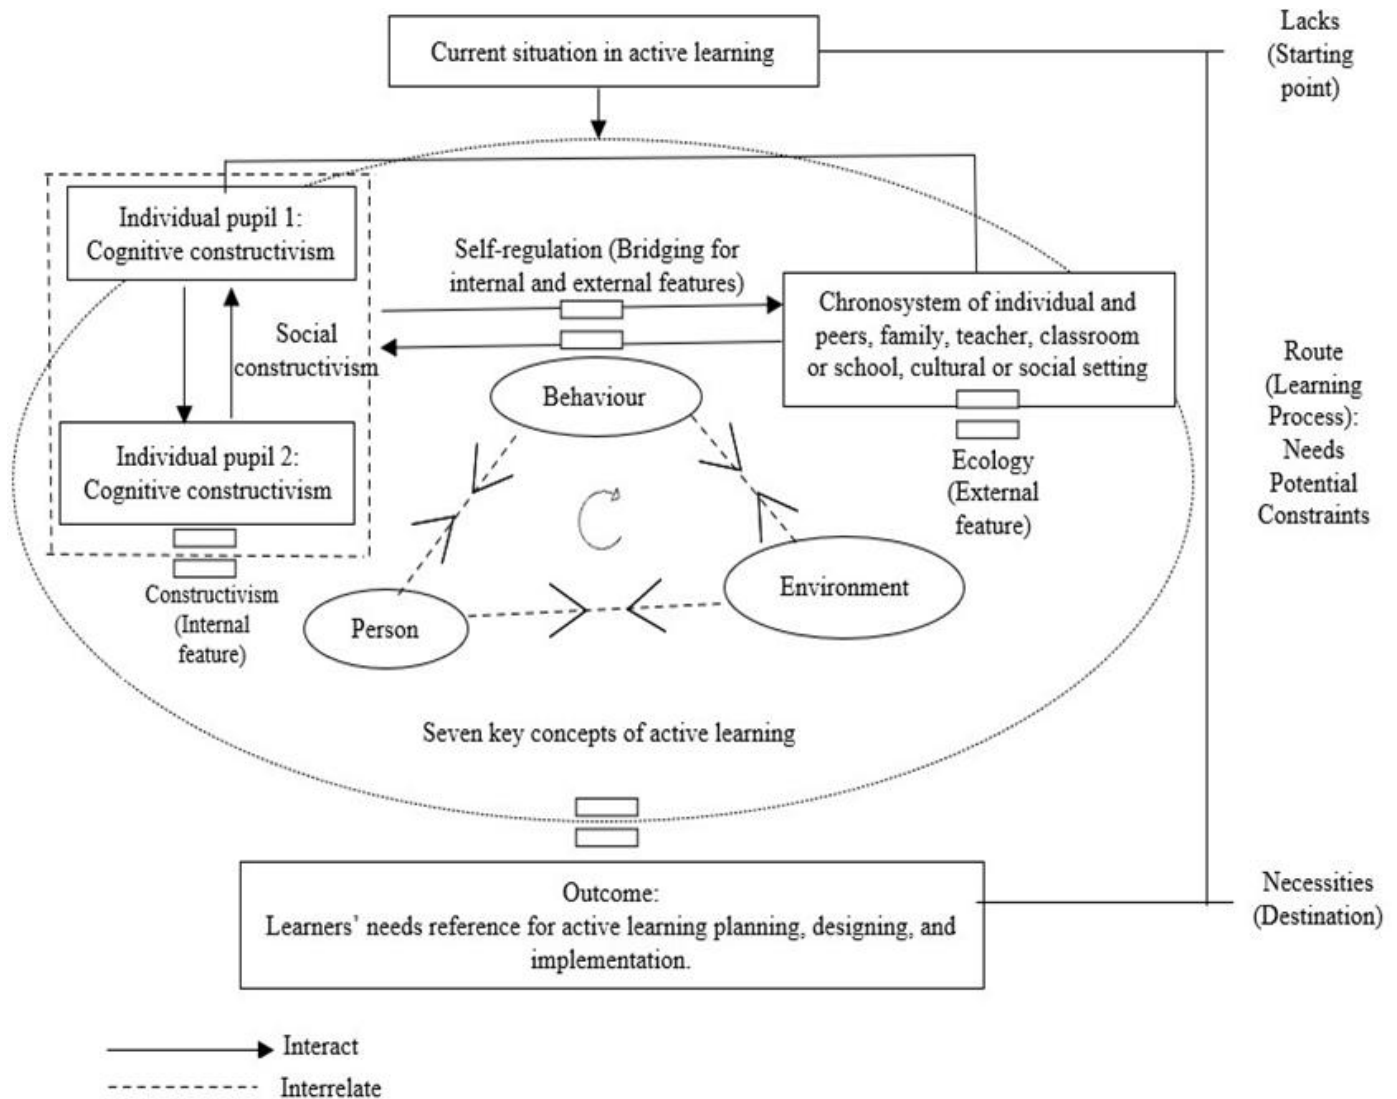 Current situation in active learning
Lacks
(Starting
point)
Individual pupil 1:
Cognitive constructivism
Self-regulation (Bridging for
internal and external features)
Chronosystem of individual and
peers, family, teacher, classroom
or school, cultural or social setting
Social
constructivism
Route
(Learning
Process):
Needs
Potential
Constraints
Behaviour
Individual pupil 2:
Cognitive constructivism
Ecology
(External
feature)
Constructivism
(Internal
feature)
Person
Environment
Seven key concepts of active learning
Outcome:
Learners’ needs reference for active learning planning, designing, and
implementation.
Necessities
(Destination)
Interact
Interrelate